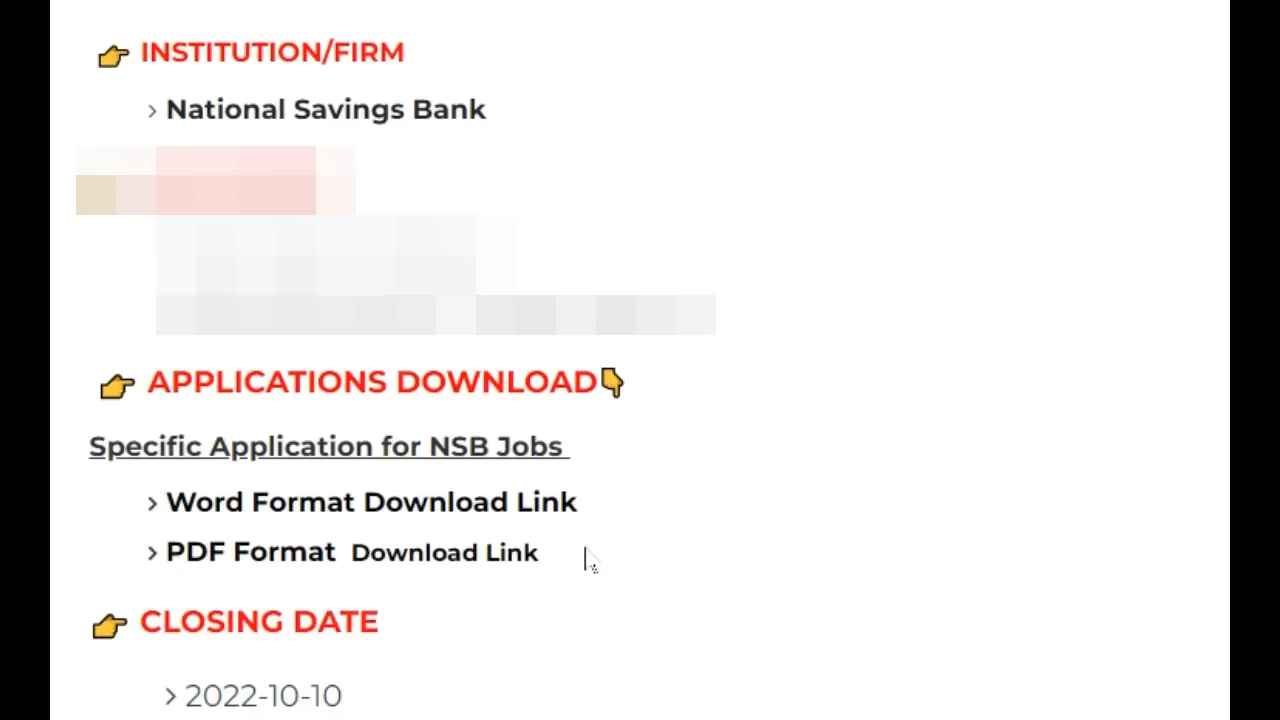 👉 INSTITUTION/FIRM
› National Savings Bank
👉 APPLICATIONS DOWNLOAD👇
Specific Application for NSB Jobs
› Word Format Download Link
› PDF Format Download Link
👉 CLOSING DATE
› 2022-10-10